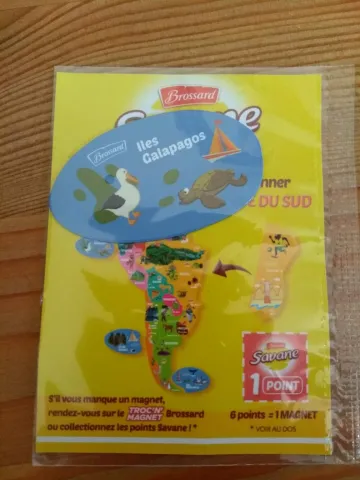 Brossard
Savane
Brossard
Iles
Galapagos
nner
E DU SUD
Savane
1 POINT
S'il vous manque un magnet,
rendez-vous sur le TROC'N' MAGNET Brossard
ou collectionnez les points Savane ! *
6 points = 1 MAGNET
* VOIR AU DOS